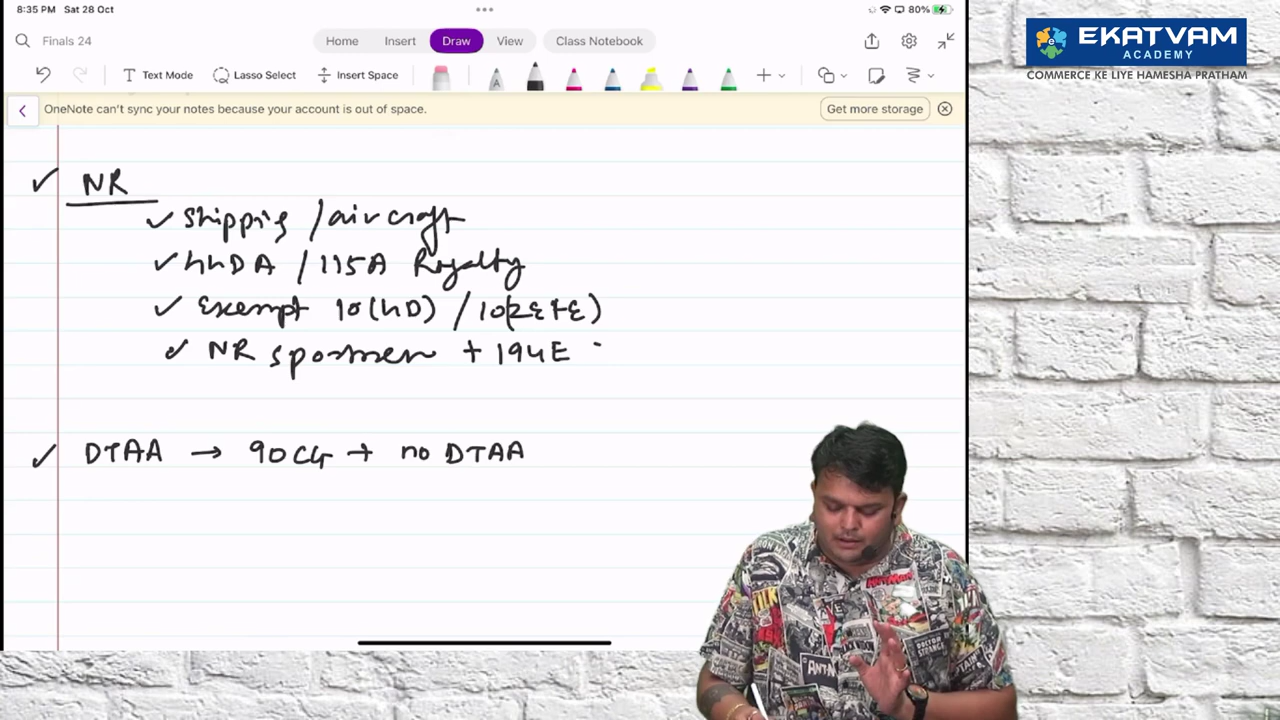 8:35 PM Sat 28 Oct
80%
Finals 24
Home Insert Draw View Class Notebook
Text Mode Lasso Select Insert Space
OneNote can't sync your notes because your account is out of space.
Get more storage
EKATVAM
ACADEMY
COMMERCE KE LIYE HAMESHA PRATHAM
✓ NR
✓ Shipping / aircraft
✓ 44DA / 115A Royalty
✓ Exempt 10(4D) /
✓ NR sportsmen + 194E
✓ DTAA → 90CG + no DTAA